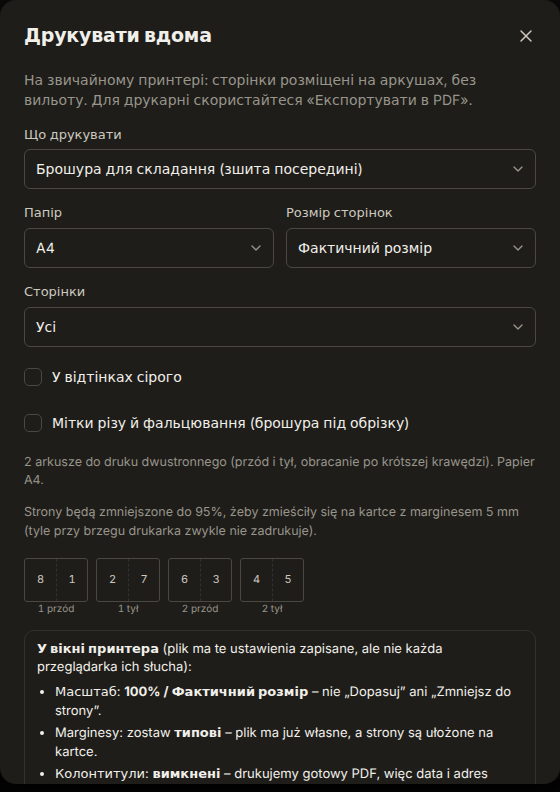 Друкувати вдома
На звичайному принтері: сторінки розміщені на аркушах, без
вильоту. Для друкарні скористайтеся «Експортувати в PDF».
Що друкувати
Брошура для складання (зшита посередині)
Папір
Розмір сторінок
A4
Фактичний розмір
Сторінки
Усі
У відтінках сірого
Мітки різу й фальцювання (брошура під обрізку)
2 arkusze do druku dwustronnego (przód i tył, obracanie po krótszej krawędzi). Papier
A4.
Strony będą zmniejszone do 95%, żeby zmieściły się na kartce z marginesem 5 mm
(tyle przy brzegu drukarka zwykle nie zadrukuje).
8 1 2 7 6 3 4 5
1 przód 1 tył 2 przód 2 tył
У вікні принтера (plik ma te ustawienia zapisane, ale nie każda
przeglądarka ich słucha):
• Масштаб: 100% / Фактичний розмір – nie „Dopasuj” ani „Zmniejsz do
strony”.
• Marginesy: zostaw типові – plik ma już własne, a strony są ułożone na
kartce.
• Колонтитули: вимкнені – drukujemy gotowy PDF, więc data i adres